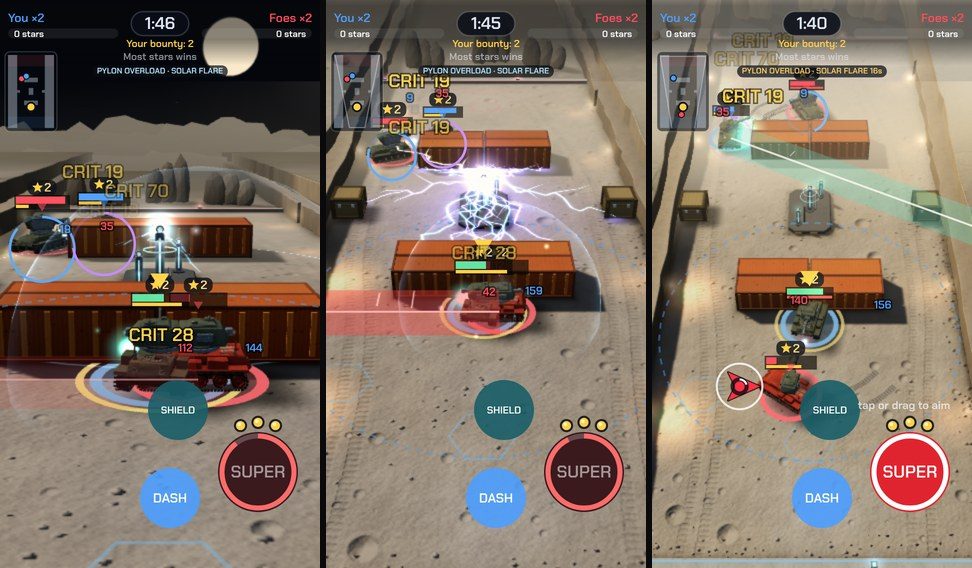 You ×2
1:46
Foes ×2
0 stars
0 stars
Your bounty: 2
Most stars wins
PYLON OVERLOAD · SOLAR FLARE
CRIT 19
CRIT 70
★2
★2
18
35
★2
★2
CRIT 28
112
144
SHIELD
SUPER
DASH
You ×2
1:45
Foes ×2
0 stars
0 stars
Your bounty: 2
Most stars wins
PYLON OVERLOAD · SOLAR FLARE
CRIT 19
35
9
★2
★2
CRIT 19
CRIT 28
42
159
SHIELD
SUPER
DASH
You ×2
1:40
Foes ×2
0 stars
0 stars
Your bounty: 2
Most stars wins
PYLON OVERLOAD · SOLAR FLARE 16s
CRIT 70
CRIT 19
9
35
140
156
★2
SHIELD
tap or drag to aim
SUPER
DASH